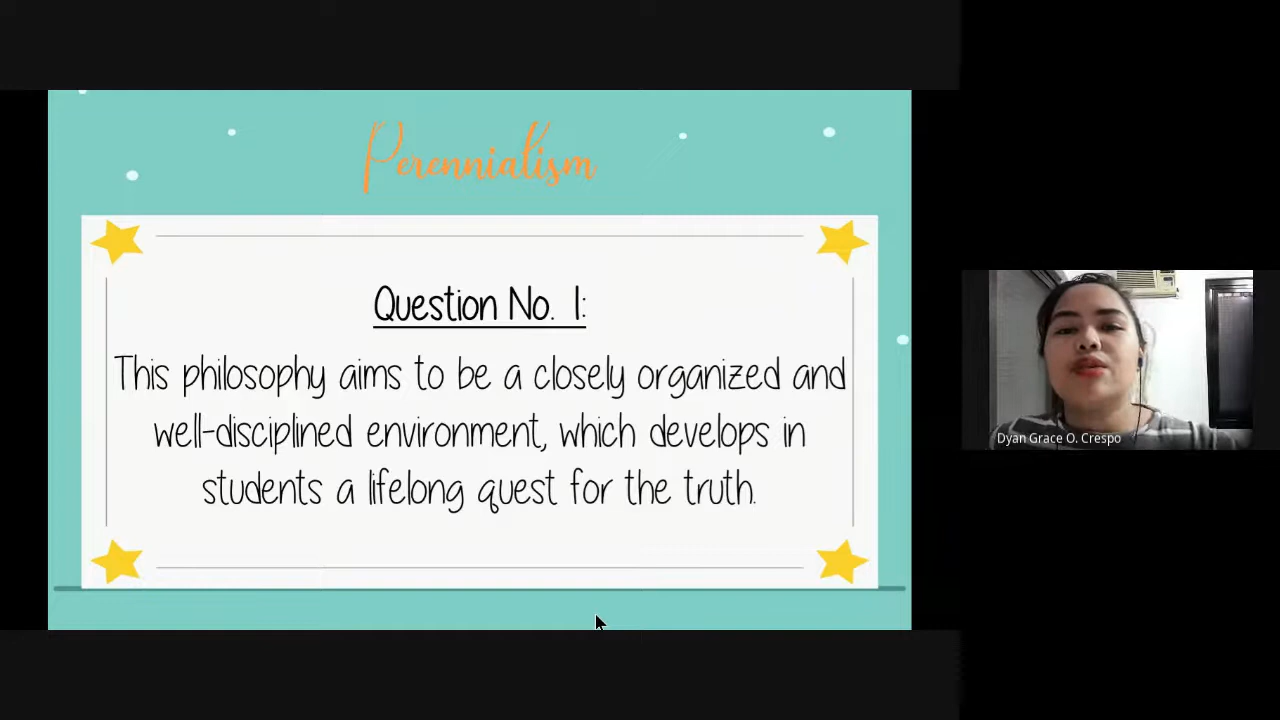 Perennialism
Question No. 1:
This philosophy aims to be a closely organized and
well-disciplined environment, which develops in
students a lifelong quest for the truth.
Dyan Grace O. Crespo